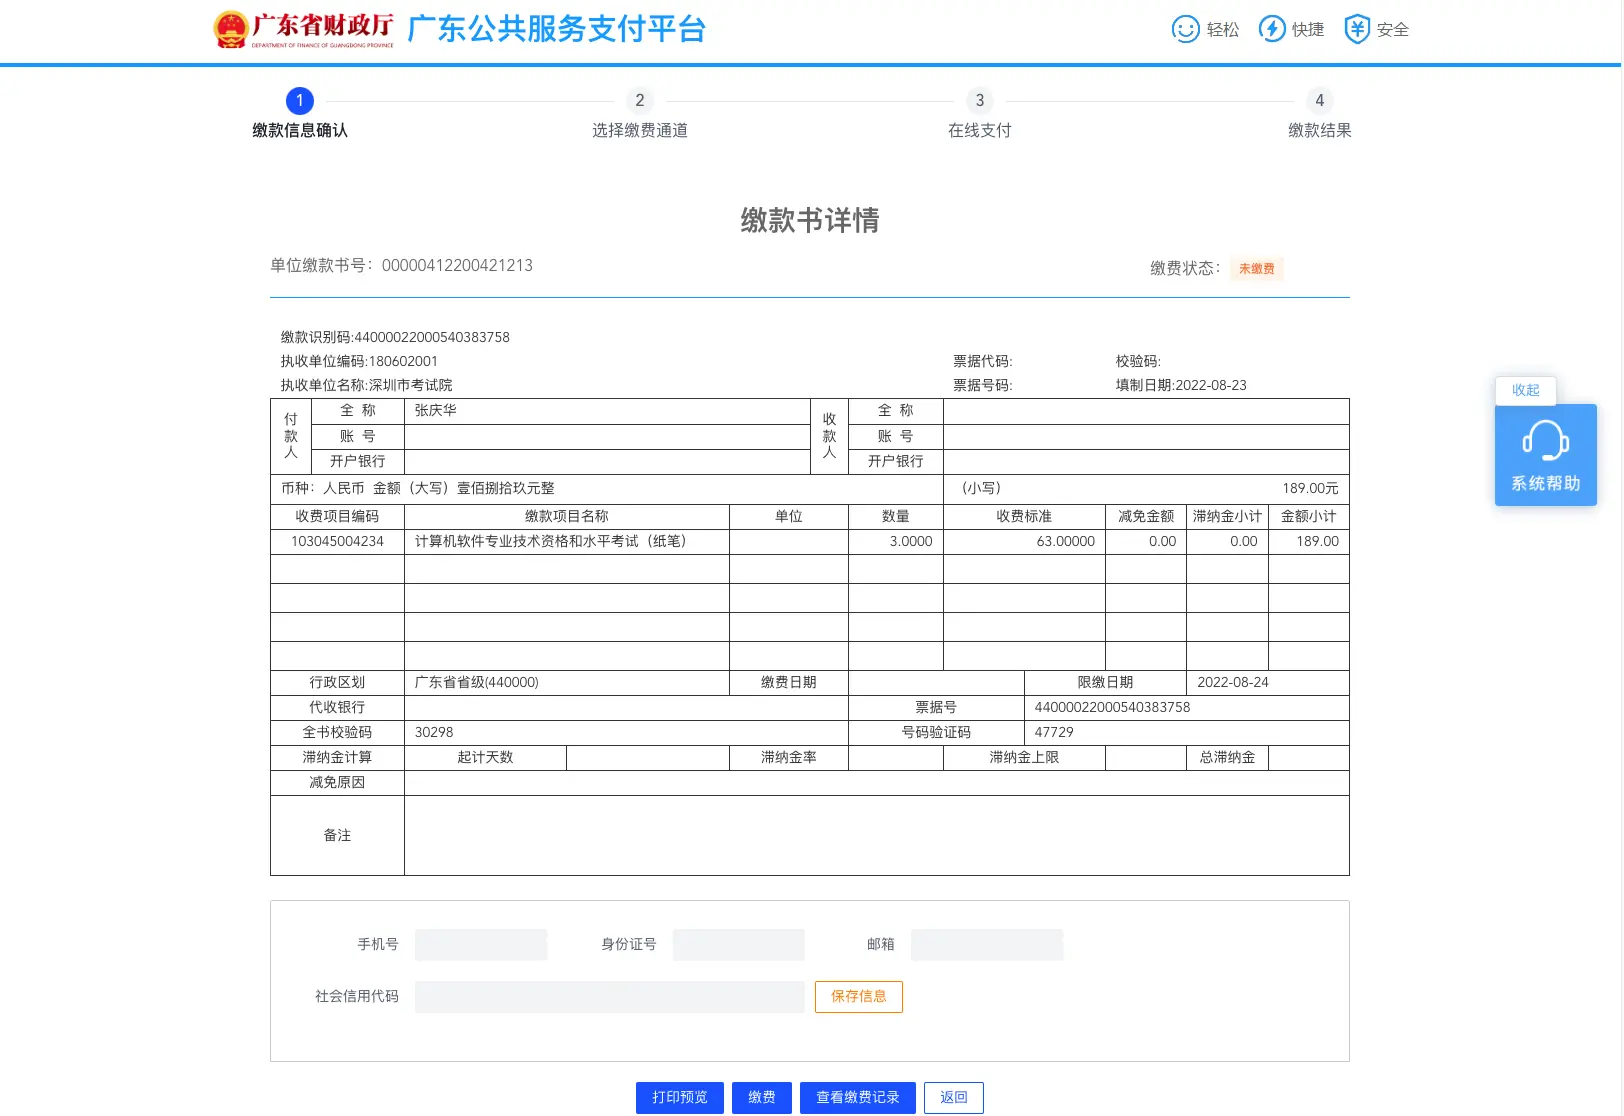 广东省财政厅
DEPARTMENT OF FINANCE OF GUANGDONG PROVINCE
广东公共服务支付平台
轻松 快捷 安全
1 2 3 4
缴款信息确认 选择缴费通道 在线支付 缴款结果
缴款书详情
单位缴款书号：00000412200421213 缴费状态： 未缴费
缴款识别码:44000022000540383758
执收单位编码:180602001 票据代码: 校验码:
执收单位名称:深圳市考试院 票据号码: 填制日期:2022-08-23
收起
系统帮助
付款人 全 称 张庆华 收款人 全 称
账 号 账 号
开户银行 开户银行
币种：人民币 金额（大写）壹佰捌拾玖元整 （小写） 189.00元
收费项目编码 缴款项目名称 单位 数量 收费标准 减免金额 滞纳金小计 金额小计
103045004234 计算机软件专业技术资格和水平考试（纸笔） 3.0000 63.00000 0.00 0.00 189.00
行政区划 广东省省级(440000) 缴费日期 限缴日期 2022-08-24
代收银行 票据号 44000022000540383758
全书校验码 30298 号码验证码 47729
滞纳金计算 起计天数 滞纳金率 滞纳金上限 总滞纳金
减免原因
备注
手机号 身份证号 邮箱
社会信用代码 保存信息
打印预览 缴费 查看缴费记录 返回